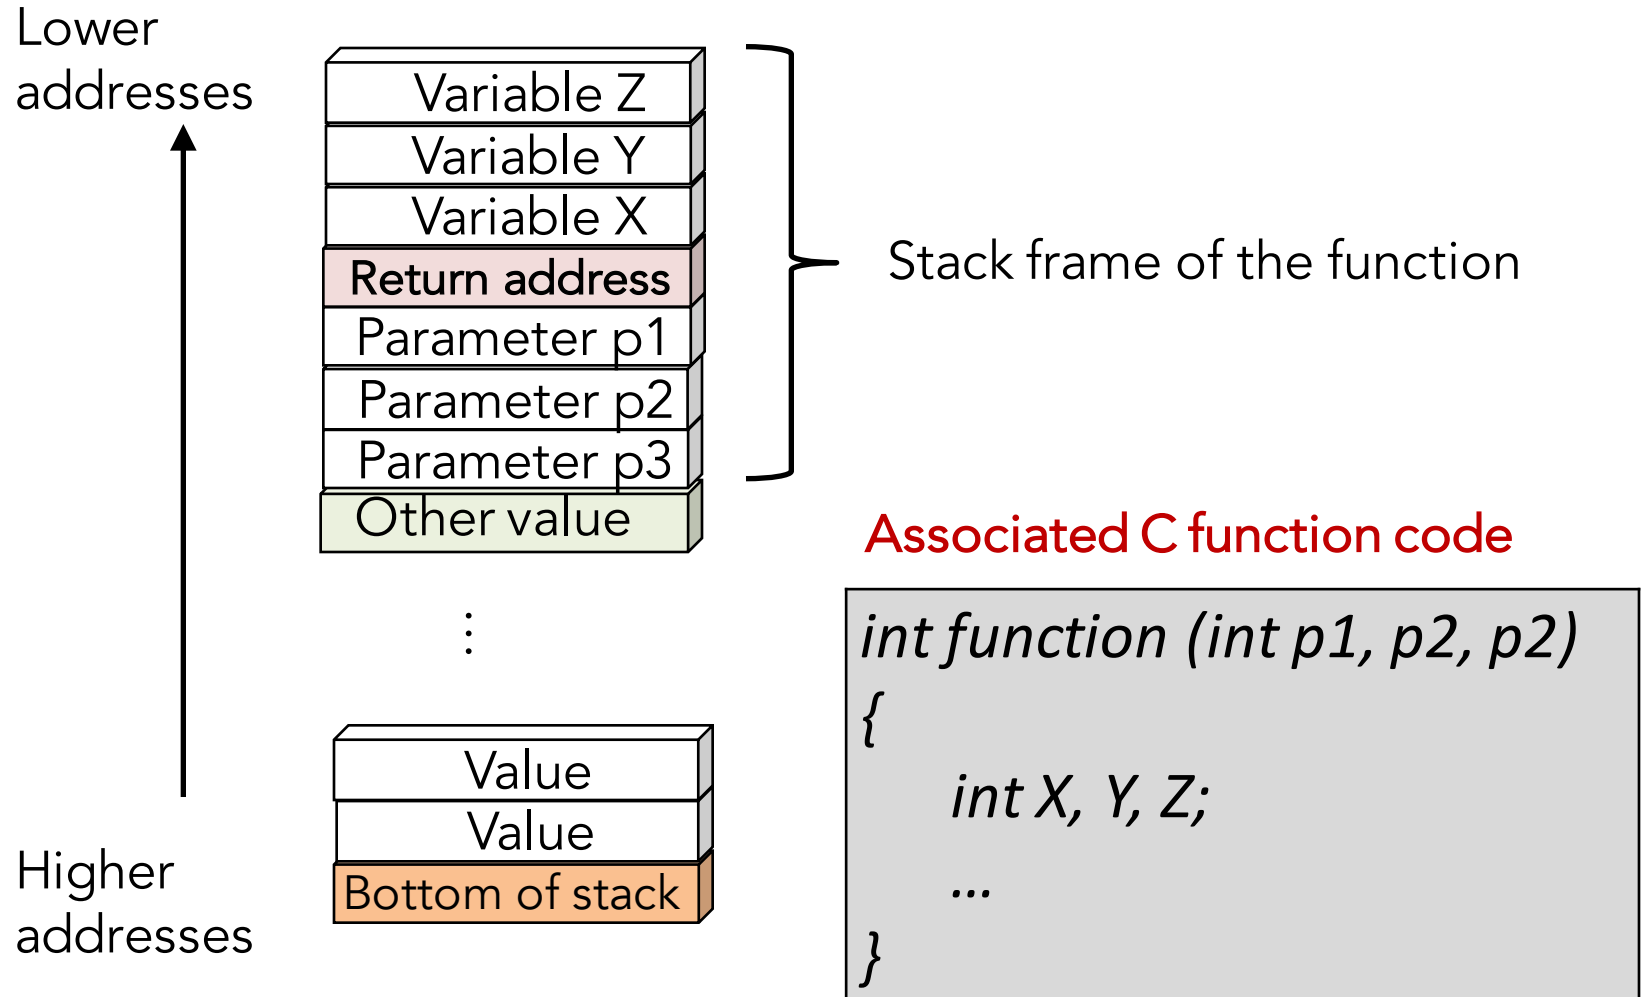 Lower
addresses
Variable Z
Variable Y
Variable X
Return address
Parameter p1
Parameter p2
Parameter p3
Other value
⋮
Value
Value
Bottom of stack
Higher
addresses
Stack frame of the function
Associated C function code
int function (int p1, p2, p2)
{
int X, Y, Z;
...
}